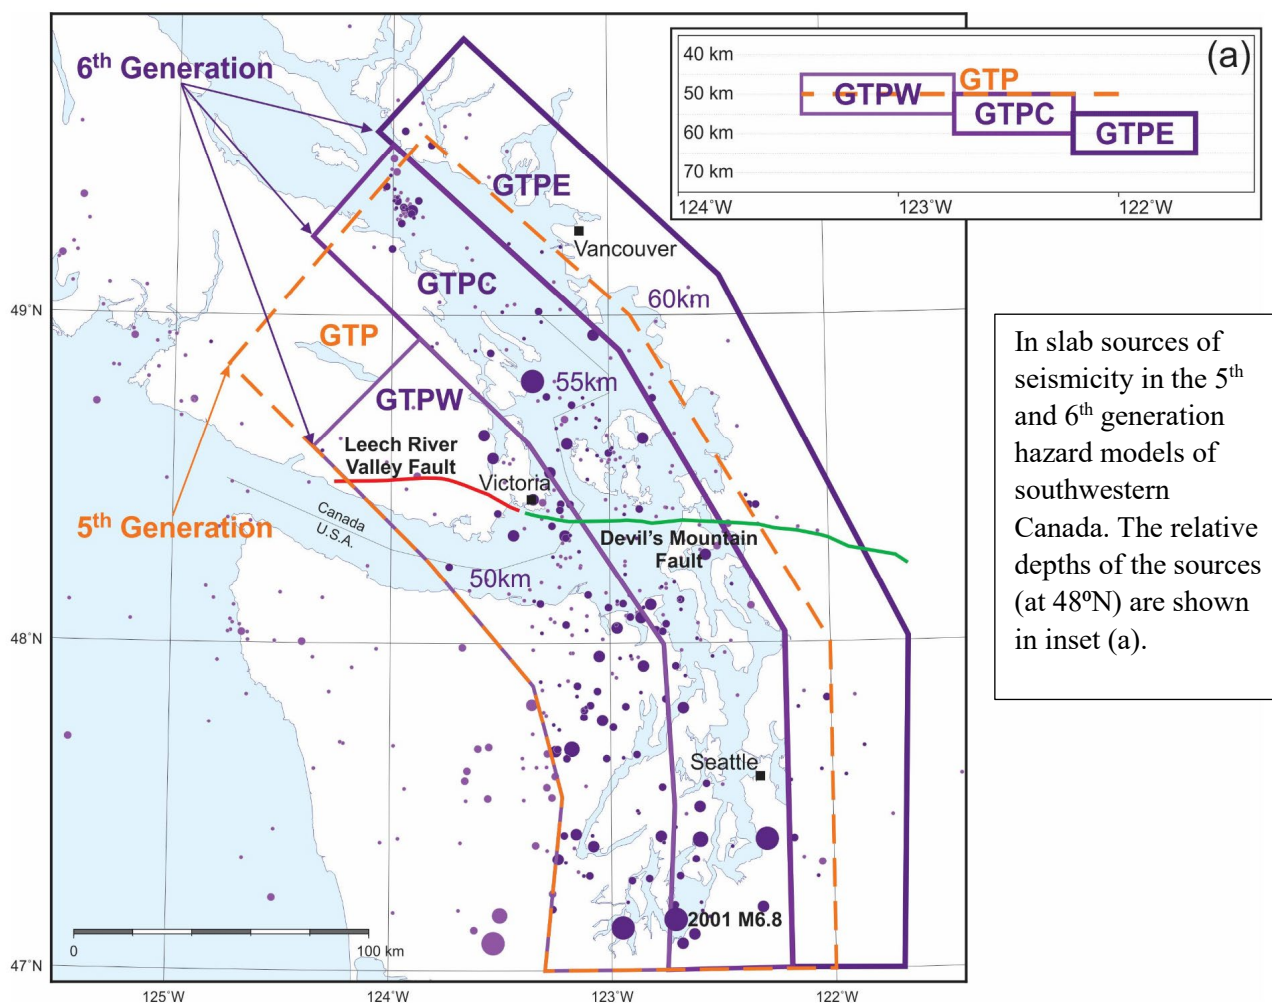 6th Generation
(a)
40 km
50 km
60 km
70 km
GTP
GTPW
GTPC
GTPE
124°W
123°W
122°W
GTPE
Vancouver
GTPC
60km
49°N
GTP
55km
GTPW
Leech River
Valley Fault
Victoria
5th Generation
Canada
U.S.A.
Devil's Mountain
Fault
50km
48°N
Seattle
2001 M6.8
0
100 km
47°N
125°W
124°W
123°W
122°W
In slab sources of
seismicity in the 5th
and 6th generation
hazard models of
southwestern
Canada. The relative
depths of the sources
(at 48ºN) are shown
in inset (a).